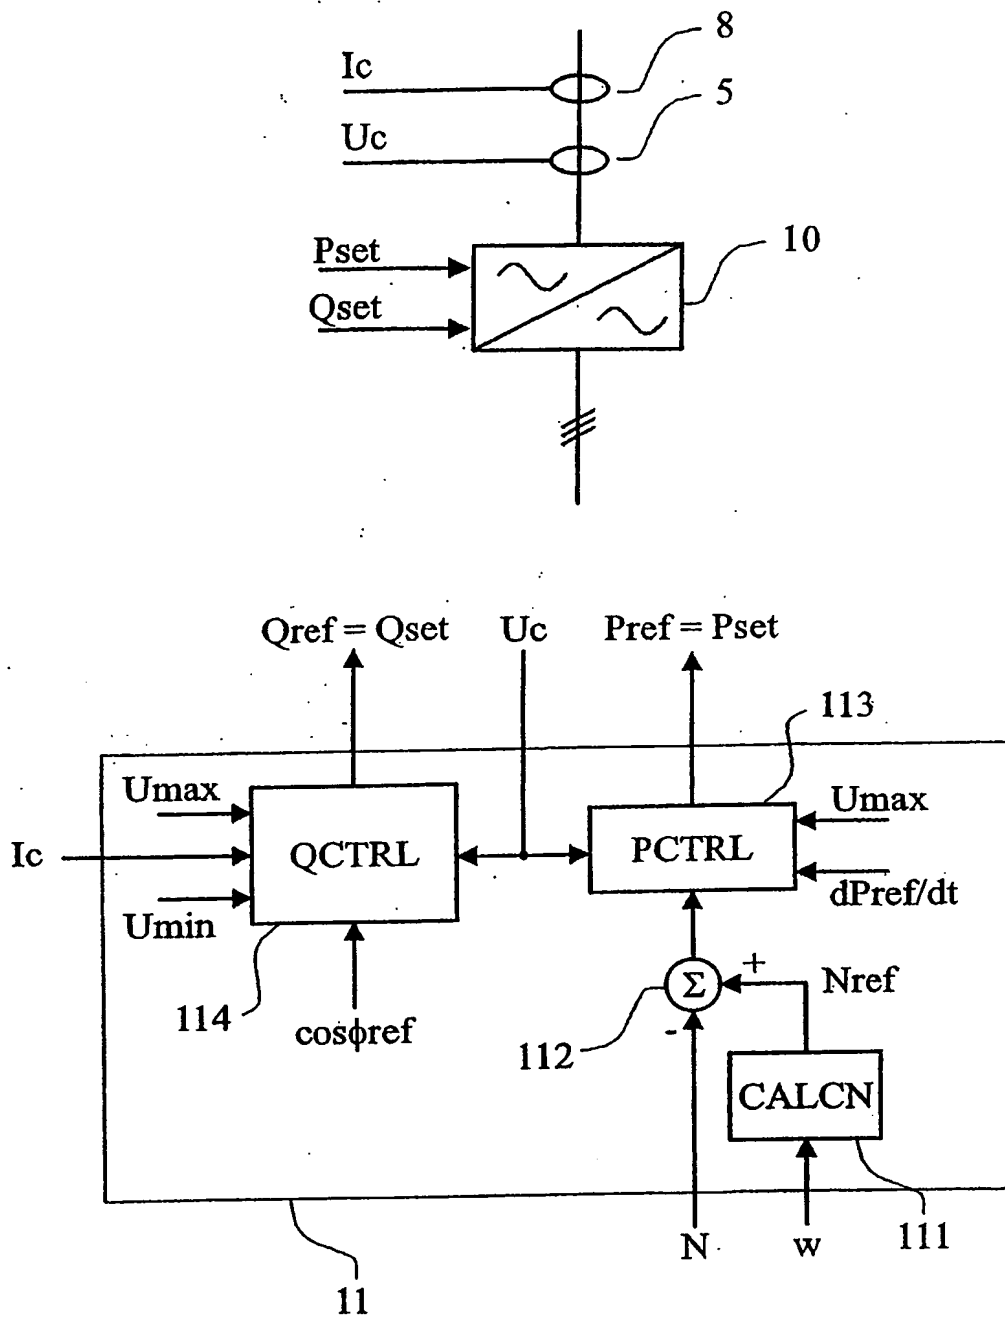 8
Ic
5
Uc
10
Pset
Qset
Qref = Qset
Uc
Pref = Pset
113
Umax
Umax
Ic
QCTRL
PCTRL
Umin
dPref/dt
+
Nref
Σ
114
cosϕref
-
112
CALCN
N
w
111
11